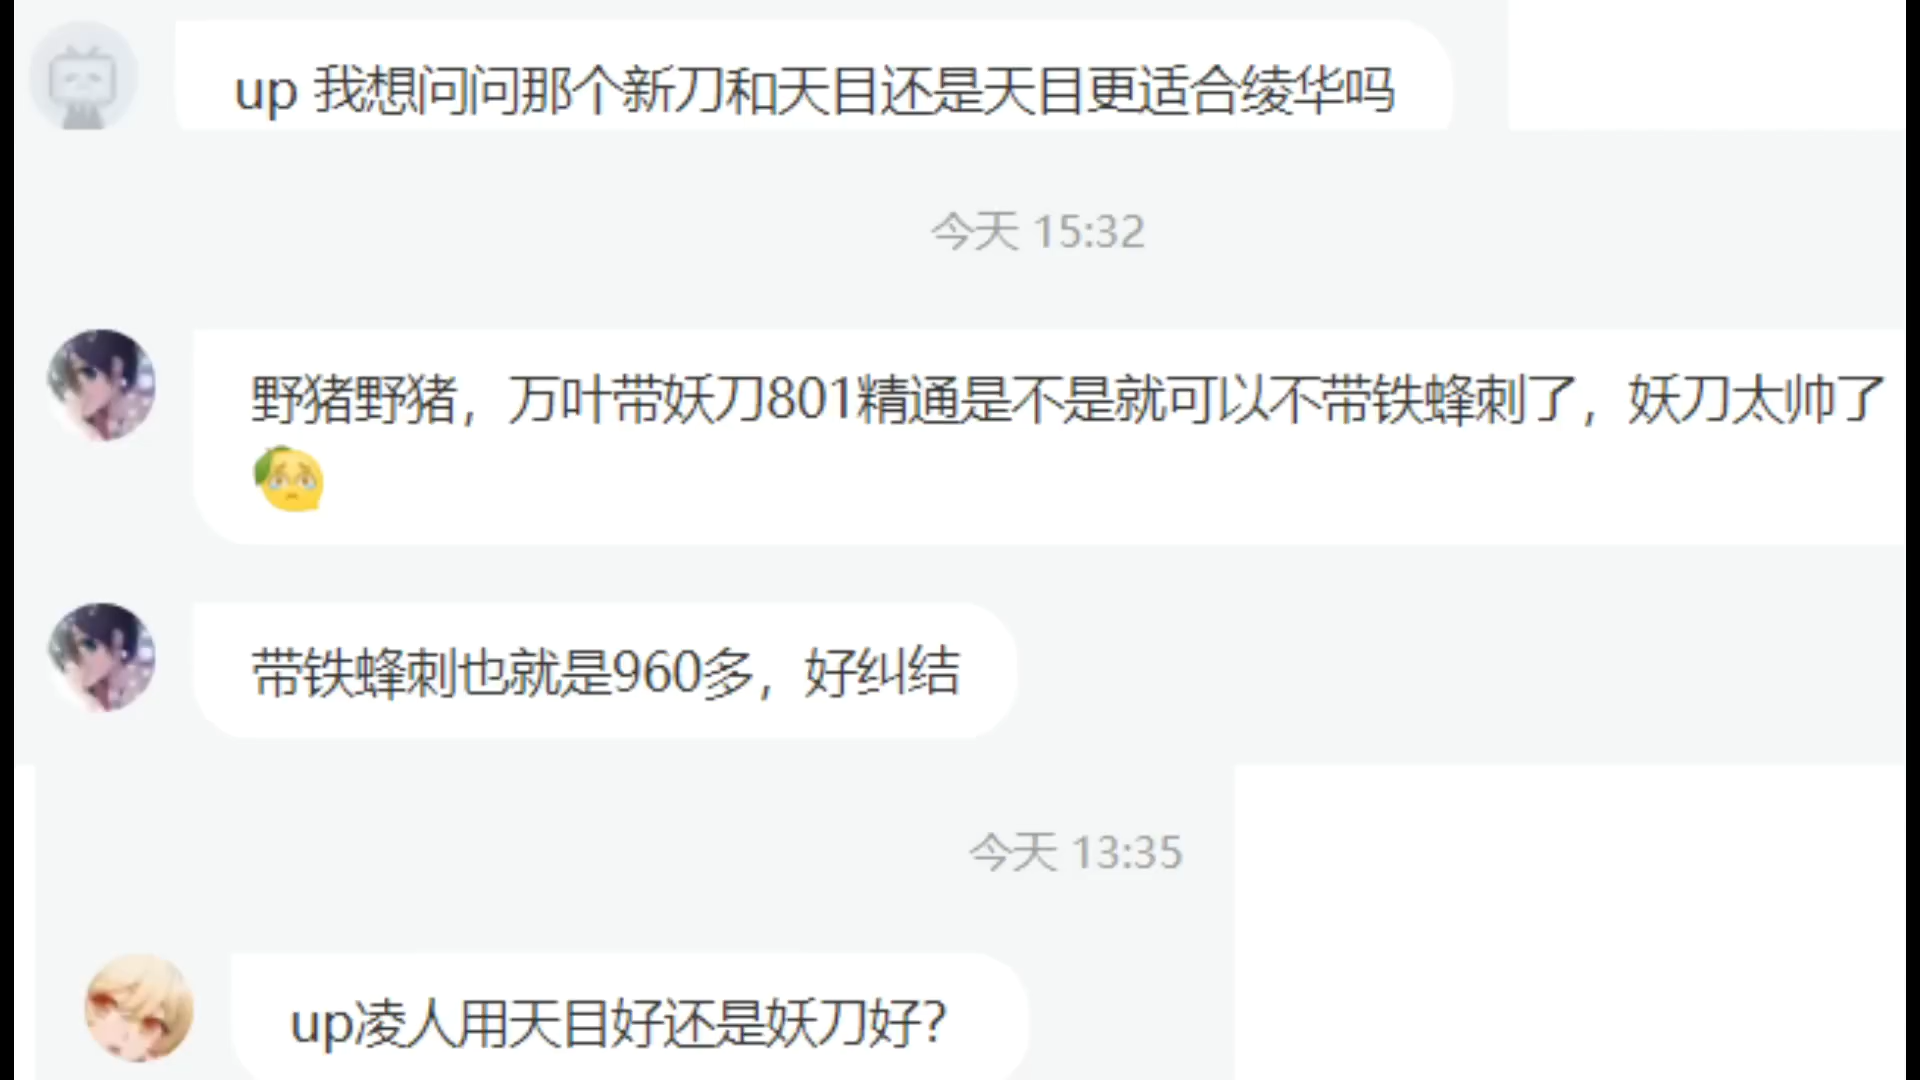 up 我想问问那个新刀和天目还是天目更适合绫华吗
今天 15:32
野猪野猪，万叶带妖刀801精通是不是就可以不带铁蜂刺了，妖刀太帅了
带铁蜂刺也就是960多，好纠结
今天 13:35
up凌人用天目好还是妖刀好？